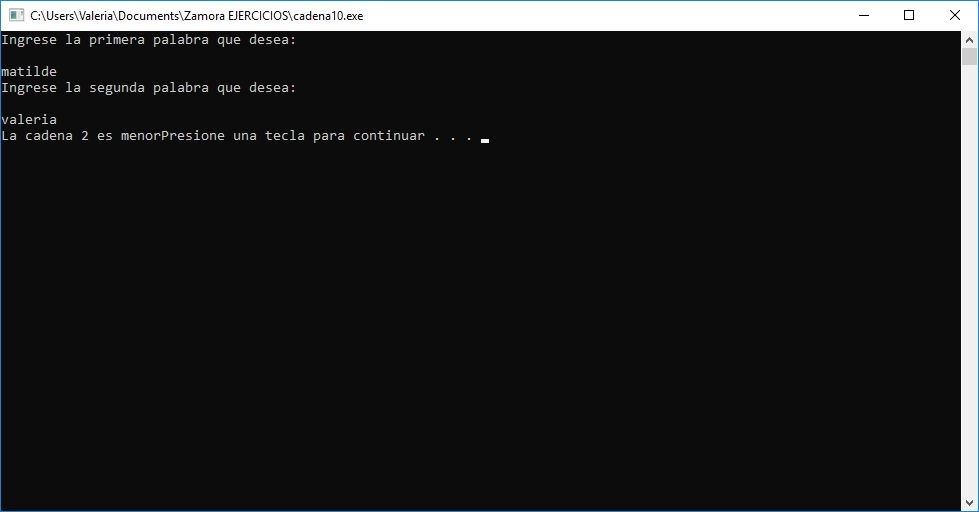 C:\Users\Valeria\Documents\Zamora EJERCICIOS\cadena10.exe
Ingrese la primera palabra que desea:
matilde
Ingrese la segunda palabra que desea:
valeria
La cadena 2 es menorPresione una tecla para continuar . . .